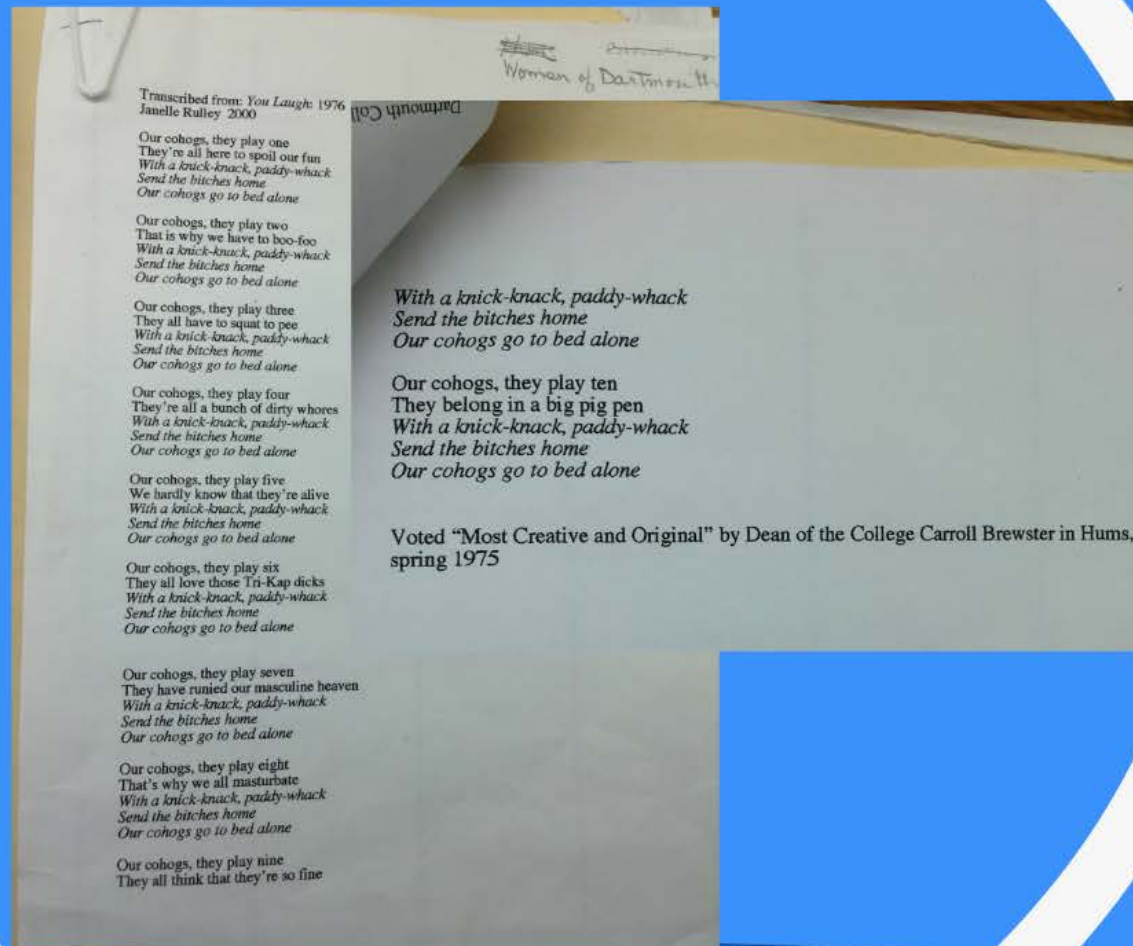 Women of Dartmouth
Transcribed from: You Laugh: 1976
Janelle Rulley 2000
Dartmouth Coll
Our cohogs, they play one
They're all here to spoil our fun
With a knick-knack, paddy-whack
Send the bitches home
Our cohogs go to bed alone
Our cohogs, they play two
That is why we have to boo-foo
With a knick-knack, paddy-whack
Send the bitches home
Our cohogs go to bed alone
Our cohogs, they play three
They all have to squat to pee
With a knick-knack, paddy-whack
Send the bitches home
Our cohogs go to bed alone
Our cohogs, they play four
They're all a bunch of dirty whores
With a knick-knack, paddy-whack
Send the bitches home
Our cohogs go to bed alone
Our cohogs, they play five
We hardly know that they're alive
With a knick-knack, paddy-whack
Send the bitches home
Our cohogs go to bed alone
Our cohogs, they play six
They all love those Tri-Kap dicks
With a knick-knack, paddy-whack
Send the bitches home
Our cohogs go to bed alone
Our cohogs, they play seven
They have runied our masculine heaven
With a knick-knack, paddy-whack
Send the bitches home
Our cohogs go to bed alone
Our cohogs, they play eight
That's why we all masturbate
With a knick-knack, paddy-whack
Send the bitches home
Our cohogs go to bed alone
Our cohogs, they play nine
They all think that they're so fine
With a knick-knack, paddy-whack
Send the bitches home
Our cohogs go to bed alone
Our cohogs, they play ten
They belong in a big pig pen
With a knick-knack, paddy-whack
Send the bitches home
Our cohogs go to bed alone
Voted "Most Creative and Original" by Dean of the College Carroll Brewster in Hums,
spring 1975